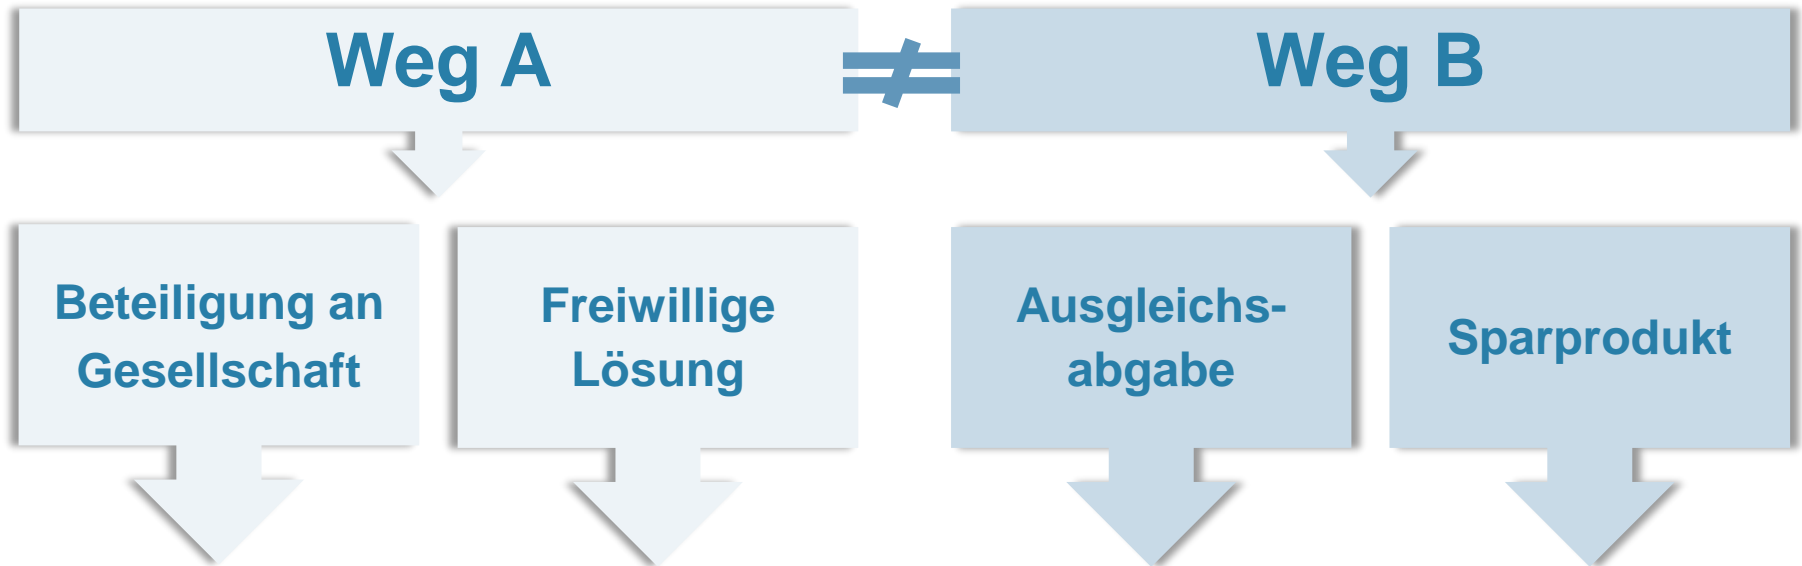 Weg A
≠
Weg B
Beteiligung an
Gesellschaft
Freiwillige
Lösung
Ausgleichs-
abgabe
Sparprodukt